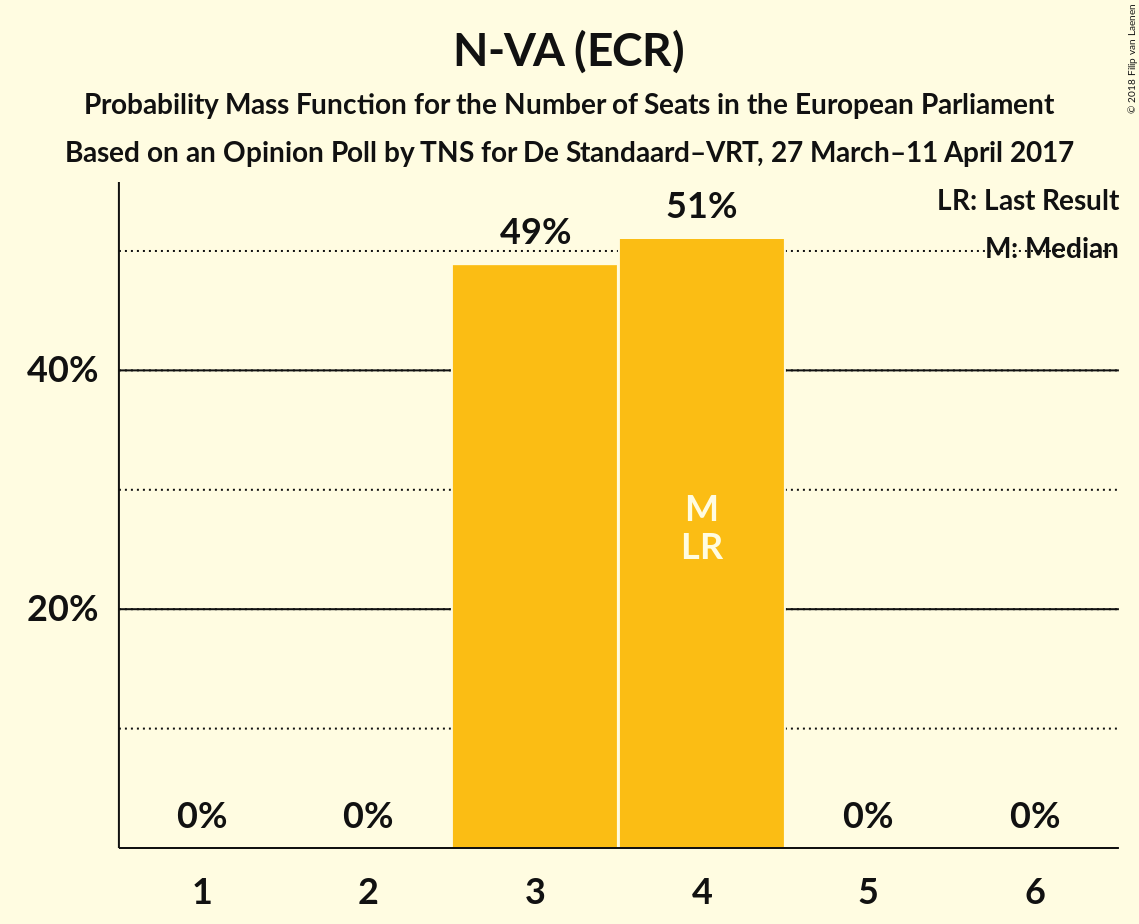 N-VA (ECR)
Probability Mass Function for the Number of Seats in the European Parliament
Based on an Opinion Poll by TNS for De Standaard–VRT, 27 March–11 April 2017
© 2018 Filip van Laenen
LR: Last Result
M: Median
49%
51%
40%
20%
M
LR
0%
0%
0%
0%
1
2
3
4
5
6